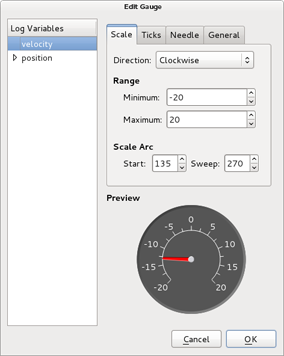 Edit Gauge
Log Variables
velocity
position
Scale Ticks Needle General
Direction: Clockwise
Range
Minimum: -20
Maximum: 20
Scale Arc
Start: 135 Sweep: 270
Preview
0
-5 5
-10 10
-15 15
-20 20
Cancel OK